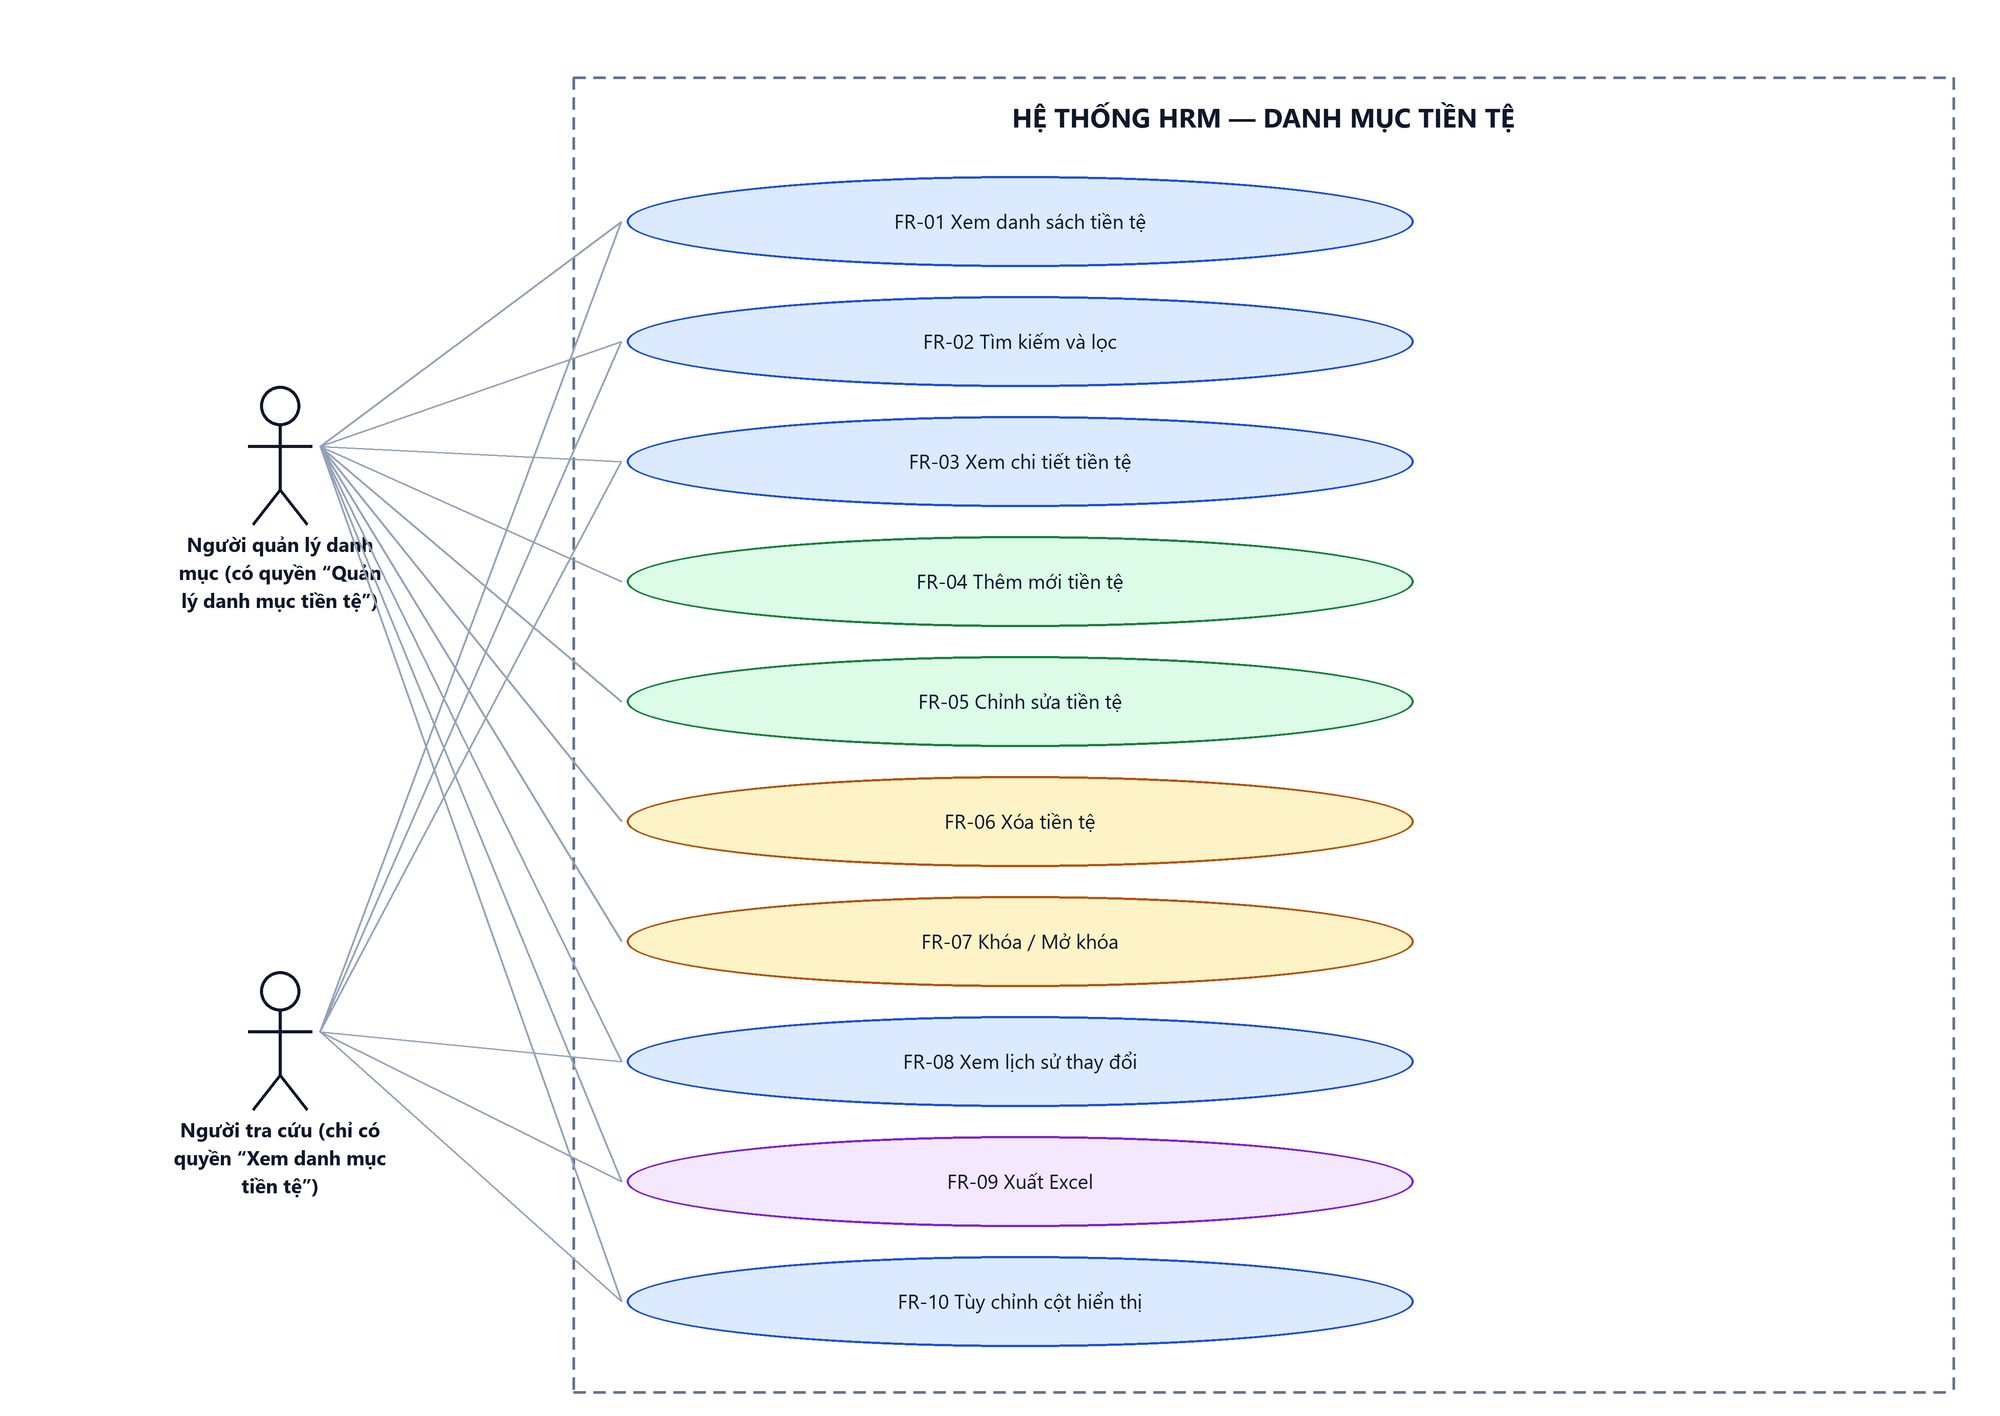 HỆ THỐNG HRM — DANH MỤC TIỀN TỆ
FR-01 Xem danh sách tiền tệ
FR-02 Tìm kiếm và lọc
FR-03 Xem chi tiết tiền tệ
Người quản lý danh
mục (có quyền “Quản
lý danh mục tiền tệ”)
FR-04 Thêm mới tiền tệ
FR-05 Chỉnh sửa tiền tệ
FR-06 Xóa tiền tệ
FR-07 Khóa / Mở khóa
FR-08 Xem lịch sử thay đổi
Người tra cứu (chỉ có
quyền “Xem danh mục
tiền tệ”)
FR-09 Xuất Excel
FR-10 Tùy chỉnh cột hiển thị